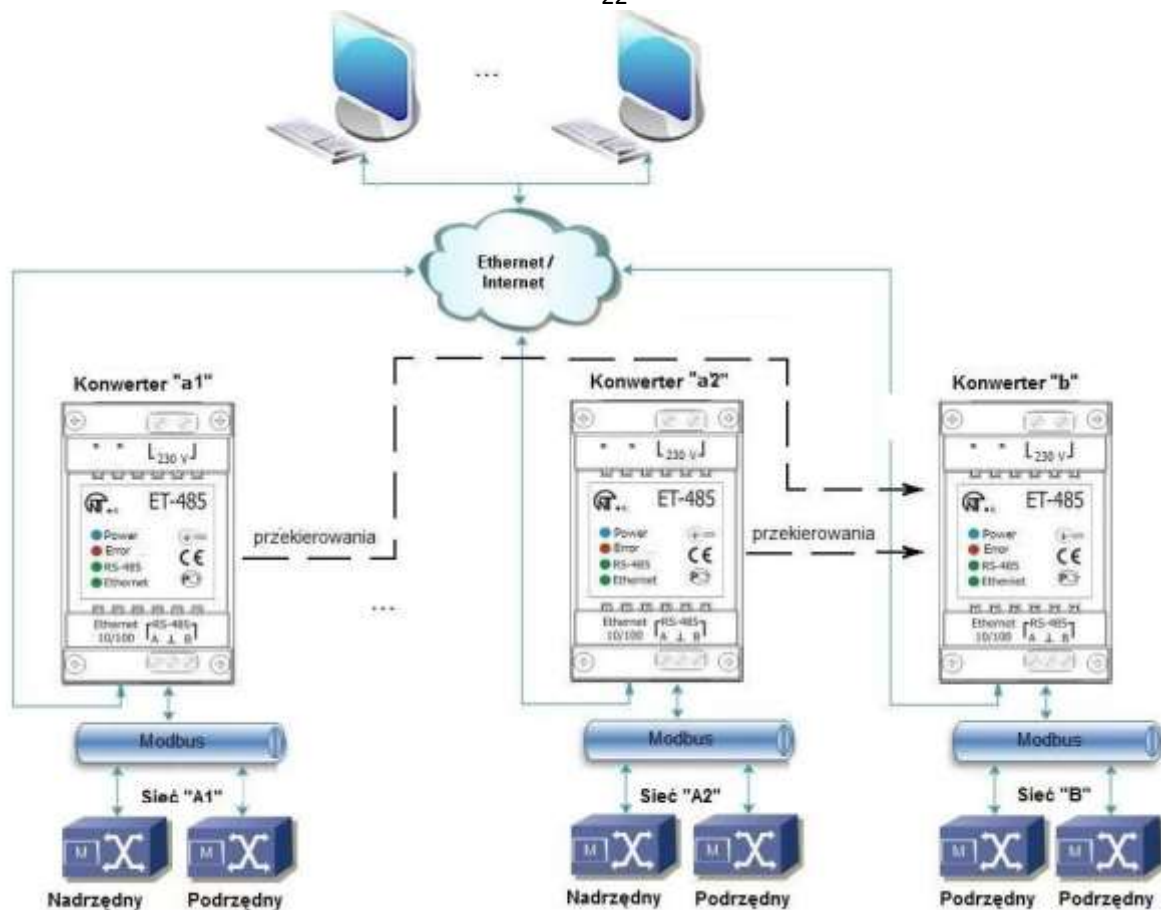 22
...
Ethernet /
Internet
Konwerter "a1"
Konwerter "a2"
Konwerter "b"
230 V
230 V
230 V
ET-485
ET-485
ET-485
Power
Error
RS-485
Ethernet
CE
Power
Error
RS-485
Ethernet
CE
Power
Error
RS-485
Ethernet
CE
przekierowania
przekierowania
...
Ethernet
10/100
RS-485
A ⊥ B
Ethernet
10/100
RS-485
A ⊥ B
Ethernet
10/100
RS-485
A ⊥ B
Modbus
Modbus
Modbus
Sieć "A1"
Sieć "A2"
Sieć "B"
M
M
M
M
M
M
Nadrzędny
Podrzędny
Nadrzędny
Podrzędny
Podrzędny
Podrzędny